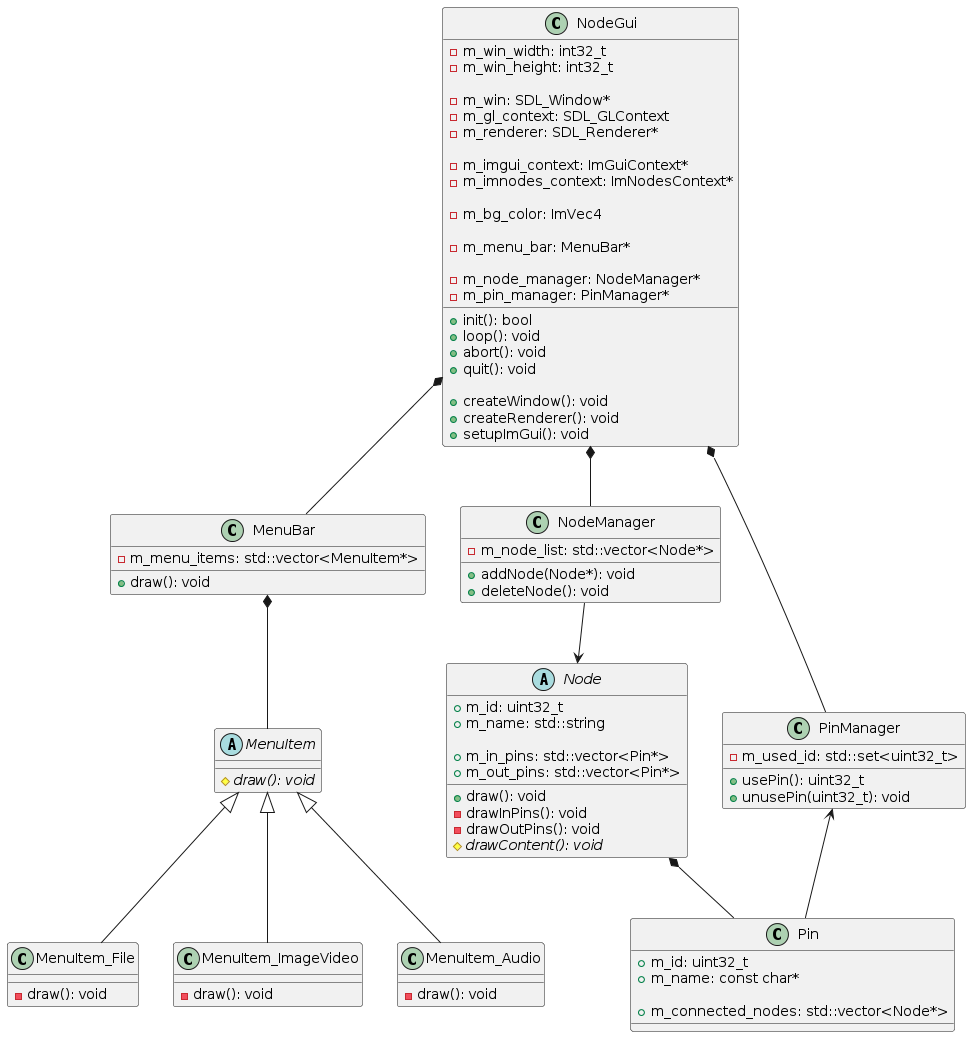 C NodeGui
m_win_width: int32_t
m_win_height: int32_t
m_win: SDL_Window*
m_gl_context: SDL_GLContext
m_renderer: SDL_Renderer*
m_imgui_context: ImGuiContext*
m_imnodes_context: ImNodesContext*
m_bg_color: ImVec4
m_menu_bar: MenuBar*
m_node_manager: NodeManager*
m_pin_manager: PinManager*
init(): bool
loop(): void
abort(): void
quit(): void
createWindow(): void
createRenderer(): void
setupImGui(): void
C MenuBar
m_menu_items: std::vector<MenuItem*>
draw(): void
C NodeManager
m_node_list: std::vector<Node*>
addNode(Node*): void
deleteNode(): void
A MenuItem
draw(): void
A Node
m_id: uint32_t
m_name: std::string
m_in_pins: std::vector<Pin*>
m_out_pins: std::vector<Pin*>
draw(): void
drawInPins(): void
drawOutPins(): void
drawContent(): void
C PinManager
m_used_id: std::set<uint32_t>
usePin(): uint32_t
unusePin(uint32_t): void
C MenuItem_File
draw(): void
C MenuItem_ImageVideo
draw(): void
C MenuItem_Audio
draw(): void
C Pin
m_id: uint32_t
m_name: const char*
m_connected_nodes: std::vector<Node*>